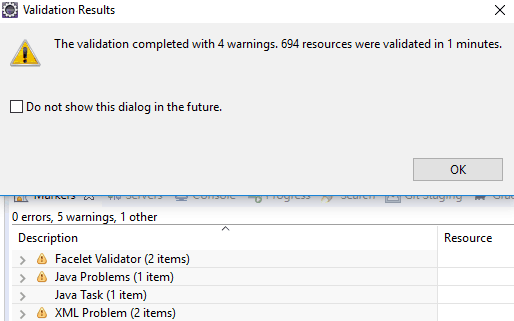 Validation Results
The validation completed with 4 warnings. 694 resources were validated in 1 minutes.
Do not show this dialog in the future.
OK
Markers Servers Console Progress Search Git Staging
0 errors, 5 warnings, 1 other
Description Resource
Facelet Validator (2 items)
Java Problems (1 item)
Java Task (1 item)
XML Problem (2 items)